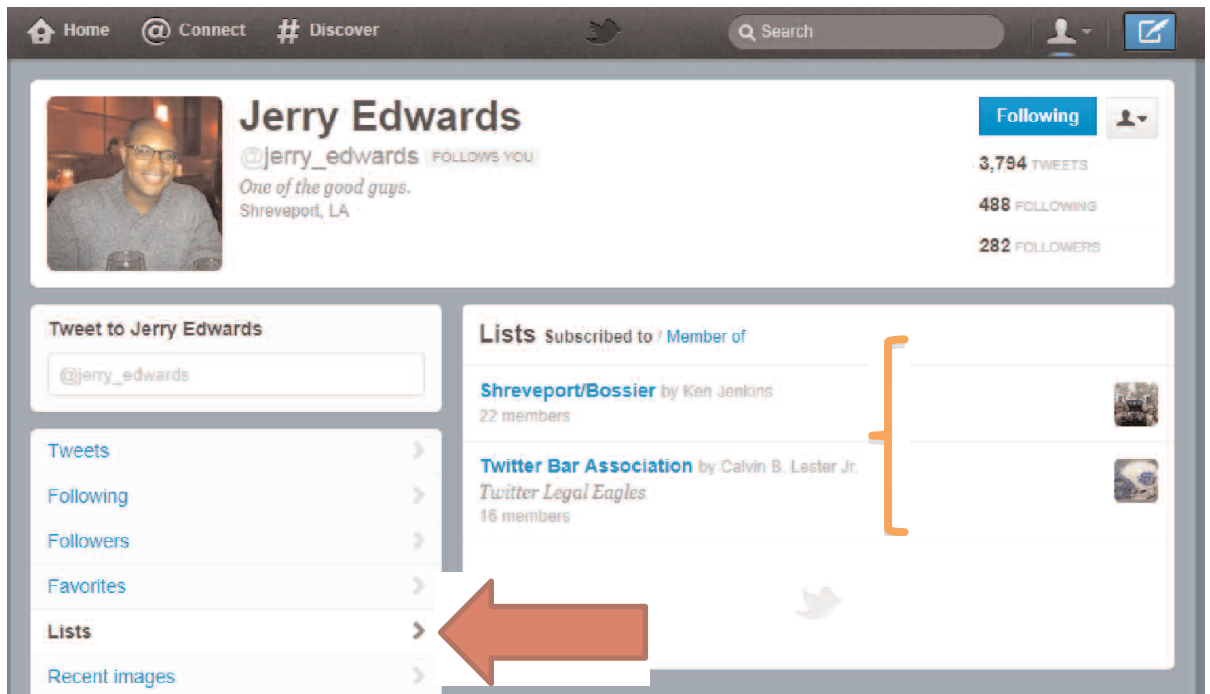 Home @ Connect # Discover Search
Jerry Edwards
@jerry_edwards FOLLOWS YOU
One of the good guys.
Shreveport, LA
Following
3,794 TWEETS
488 FOLLOWING
282 FOLLOWERS
Tweet to Jerry Edwards
@jerry_edwards
Tweets
Following
Followers
Favorites
Lists
Recent images
Lists Subscribed to / Member of
Shreveport/Bossier by Ken Jenkins
22 members
Twitter Bar Association by Calvin B. Lester Jr.
Twitter Legal Eagles
16 members